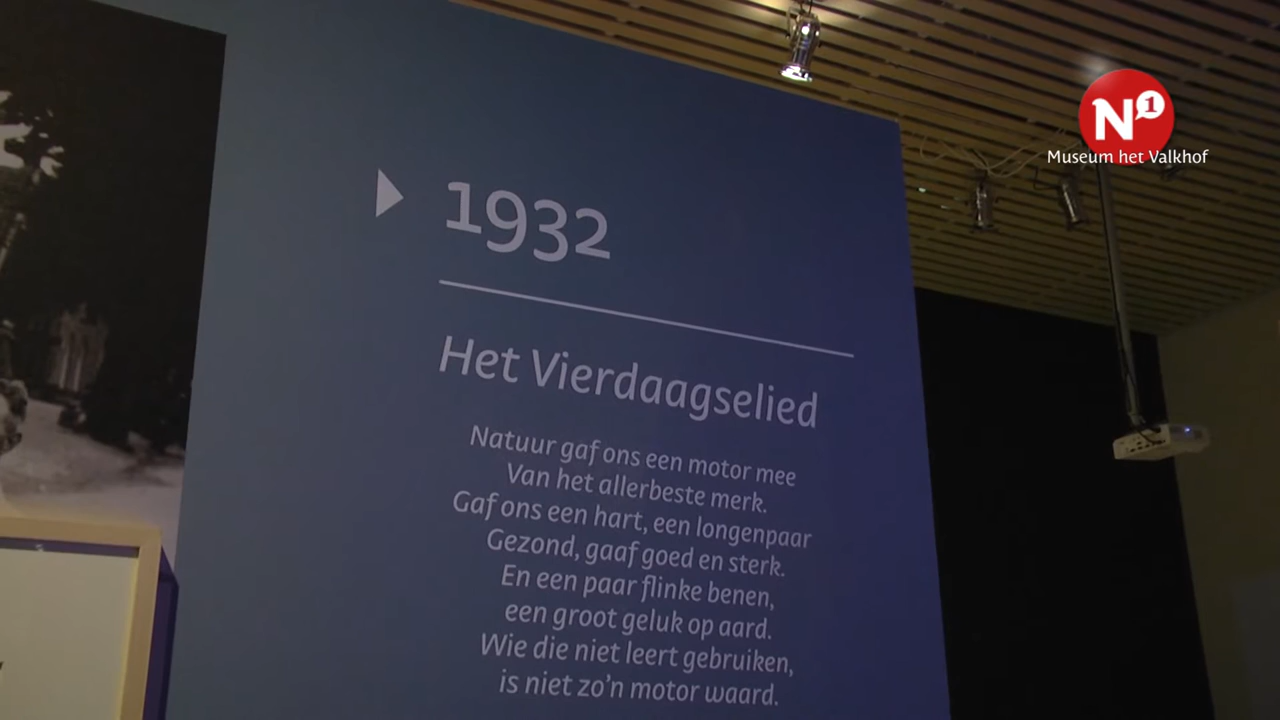 N1
Museum het Valkhof
1932
Het Vierdaagselied
Natuur gaf ons een motor mee
Van het allerbeste merk.
Gaf ons een hart, een longenpaar
Gezond, gaaf goed en sterk.
En een paar flinke benen,
een groot geluk op aard.
Wie die niet leert gebruiken,
is niet zo'n motor waard.